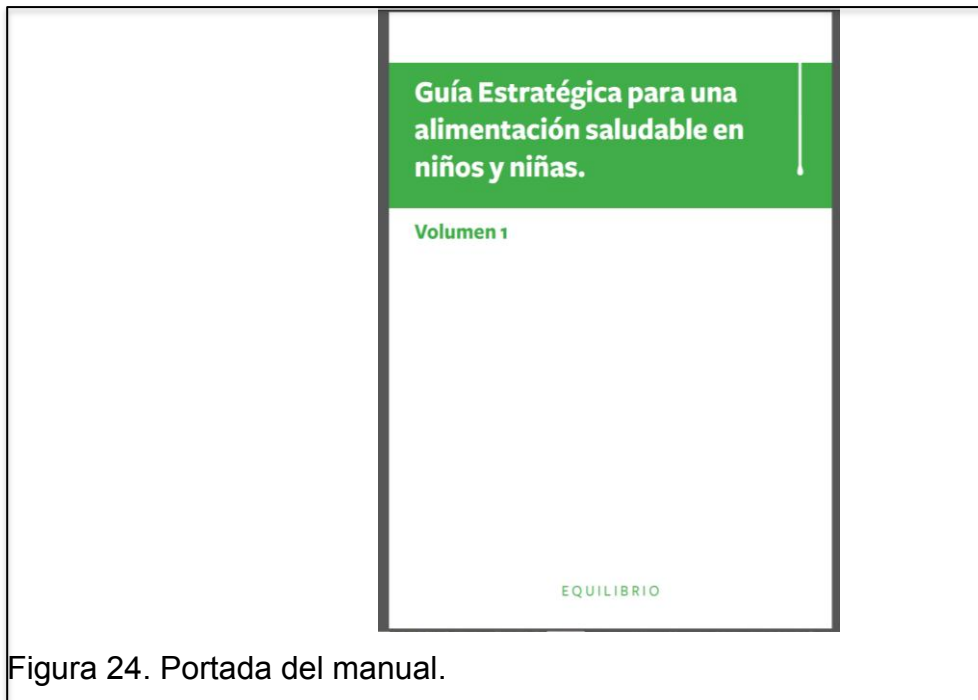 Guía Estratégica para una
alimentación saludable en
niños y niñas.
Volumen 1
EQUILIBRIO
Figura 24. Portada del manual.